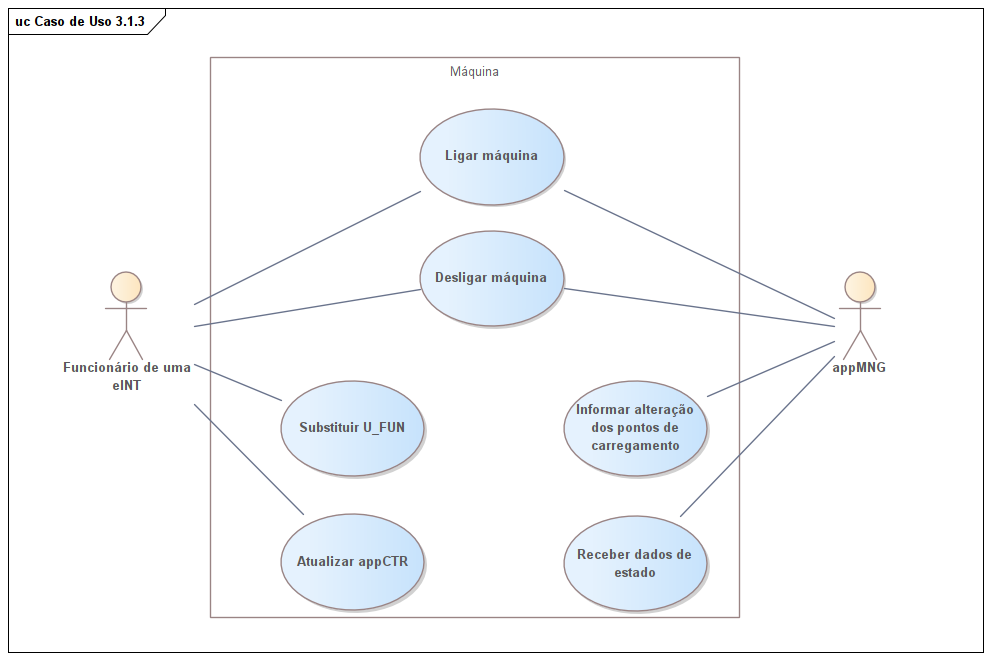 uc Caso de Uso 3.1.3
Máquina
Ligar máquina
Desligar máquina
Funcionário de uma
eINT
appMNG
Substituir U_FUN
Informar alteração
dos pontos de
carregamento
Atualizar appCTR
Receber dados de
estado